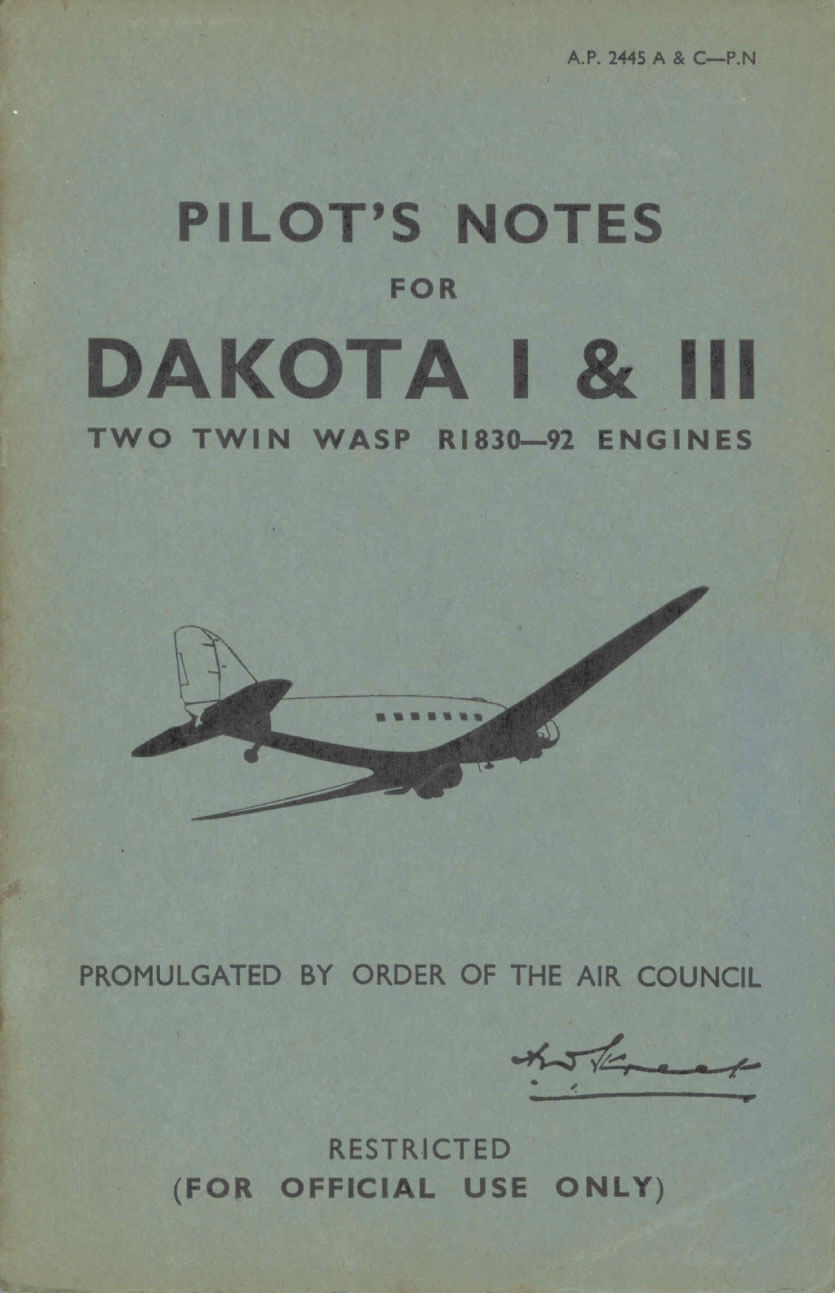 A.P. 2445 A & C—P.N
PILOT'S NOTES
FOR
DAKOTA I & III
TWO TWIN WASP R1830—92 ENGINES
PROMULGATED BY ORDER OF THE AIR COUNCIL
RESTRICTED
(FOR OFFICIAL USE ONLY)